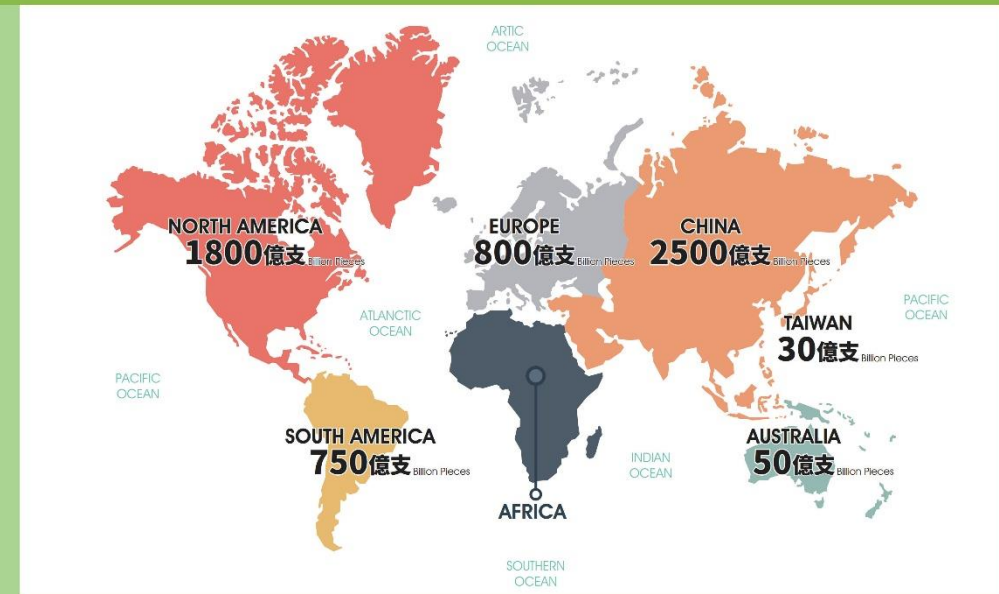 ARTIC
OCEAN
NORTH AMERICA
1800億支 Billion Pieces
EUROPE
800億支 Billion Pieces
CHINA
2500億支 Billion Pieces
ATLANCTIC
OCEAN
PACIFIC
OCEAN
TAIWAN
30億支 Billion Pieces
PACIFIC
OCEAN
SOUTH AMERICA
750億支 Billion Pieces
INDIAN
OCEAN
AUSTRALIA
50億支 Billion Pieces
AFRICA
SOUTHERN
OCEAN